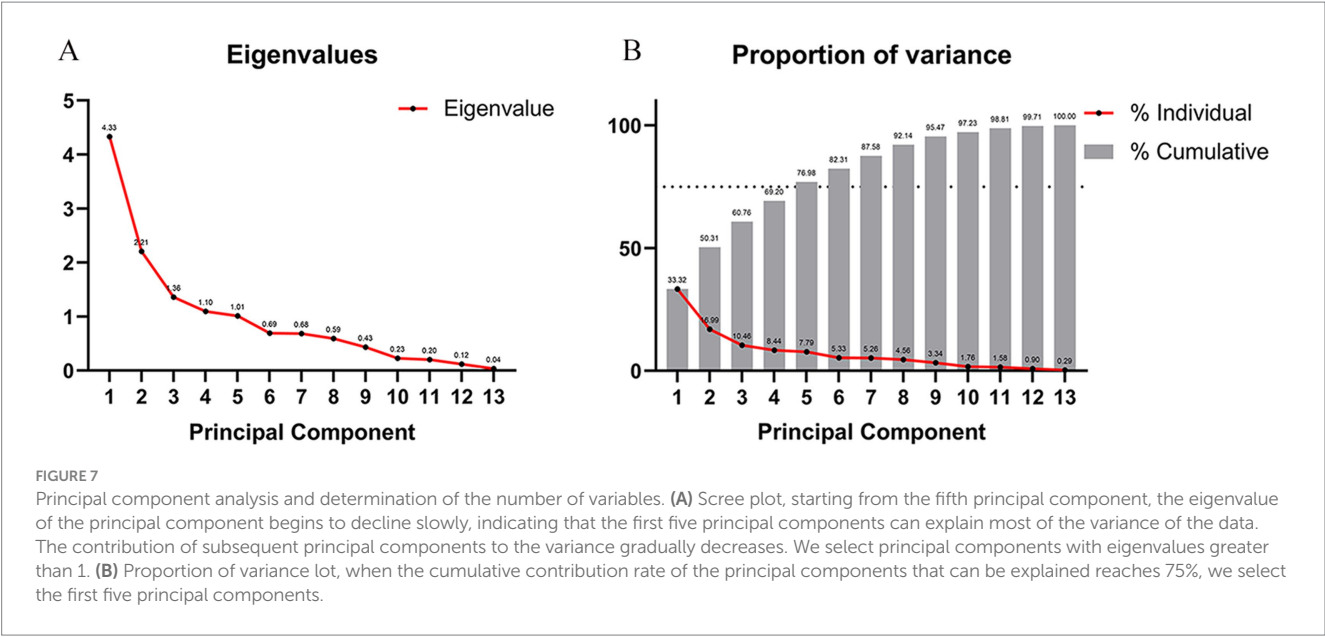 A
Eigenvalues
5
4
3
2
1
0
4.33
2.21
1.36
1.10
1.01
0.69
0.68
0.59
0.43
0.23
0.20
0.12
0.04
Eigenvalue
1 2 3 4 5 6 7 8 9 10 11 12 13
Principal Component
B
Proportion of variance
100
50
0
33.32
50.31
60.76
69.20
76.98
82.31
87.58
92.14
95.47
97.23
98.81
99.71
100.00
16.99
10.46
8.44
7.79
5.33
5.26
4.56
3.34
1.76
1.58
0.90
0.29
% Individual
% Cumulative
1 2 3 4 5 6 7 8 9 10 11 12 13
Principal Component
FIGURE 7
Principal component analysis and determination of the number of variables. (A) Scree plot, starting from the fifth principal component, the eigenvalue
of the principal component begins to decline slowly, indicating that the first five principal components can explain most of the variance of the data.
The contribution of subsequent principal components to the variance gradually decreases. We select principal components with eigenvalues greater
than 1. (B) Proportion of variance lot, when the cumulative contribution rate of the principal components that can be explained reaches 75%, we select
the first five principal components.